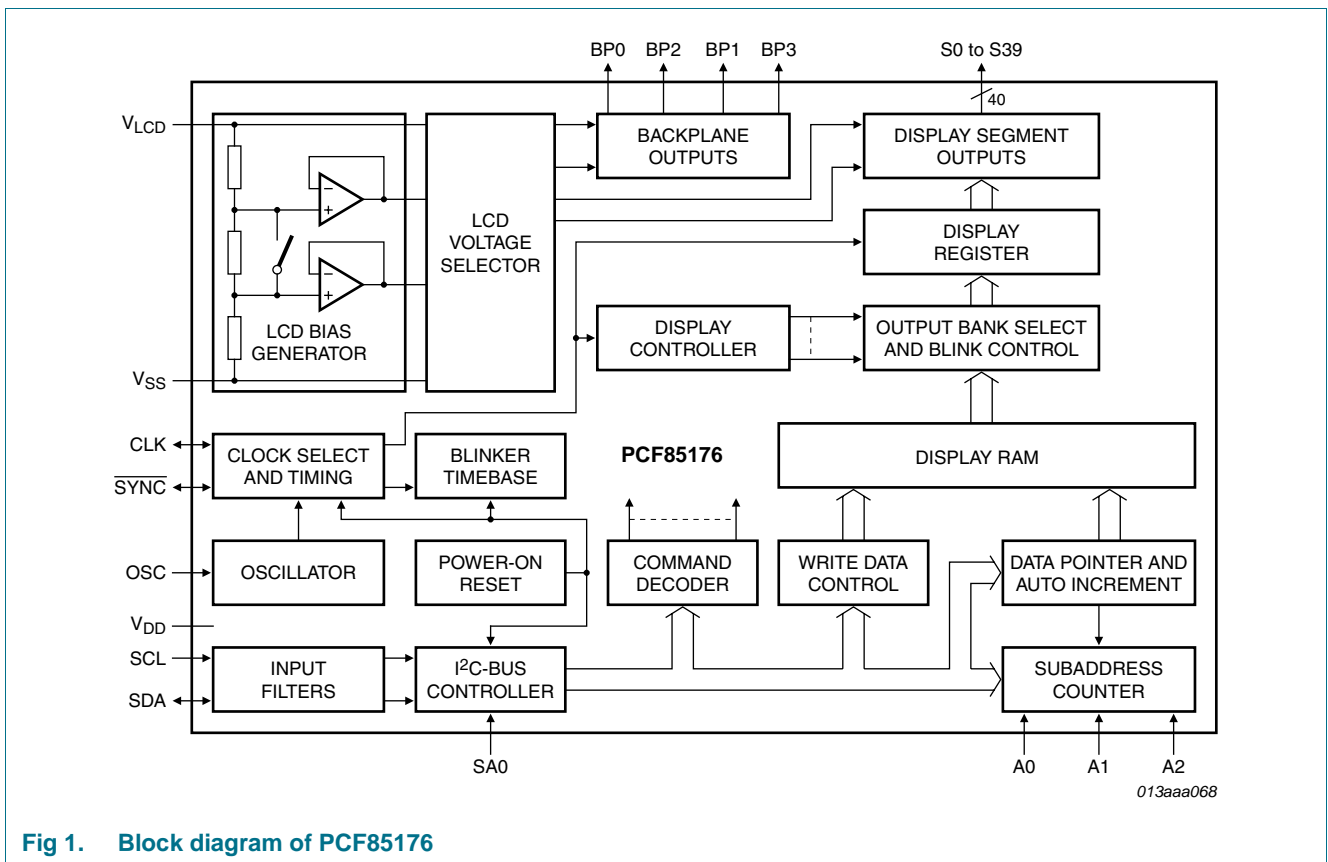 BP0 BP2 BP1 BP3 S0 to S39
40
VLCD
BACKPLANE
OUTPUTS
DISPLAY SEGMENT
OUTPUTS
LCD
VOLTAGE
SELECTOR
DISPLAY
REGISTER
LCD BIAS
GENERATOR
DISPLAY
CONTROLLER
OUTPUT BANK SELECT
AND BLINK CONTROL
VSS
CLK
SYNC
CLOCK SELECT
AND TIMING
BLINKER
TIMEBASE
PCF85176
DISPLAY RAM
OSC
OSCILLATOR
POWER-ON
RESET
COMMAND
DECODER
WRITE DATA
CONTROL
DATA POINTER AND
AUTO INCREMENT
VDD
SCL
SDA
INPUT
FILTERS
I2C-BUS
CONTROLLER
SUBADDRESS
COUNTER
SA0 A0 A1 A2
013aaa068
Fig 1. Block diagram of PCF85176